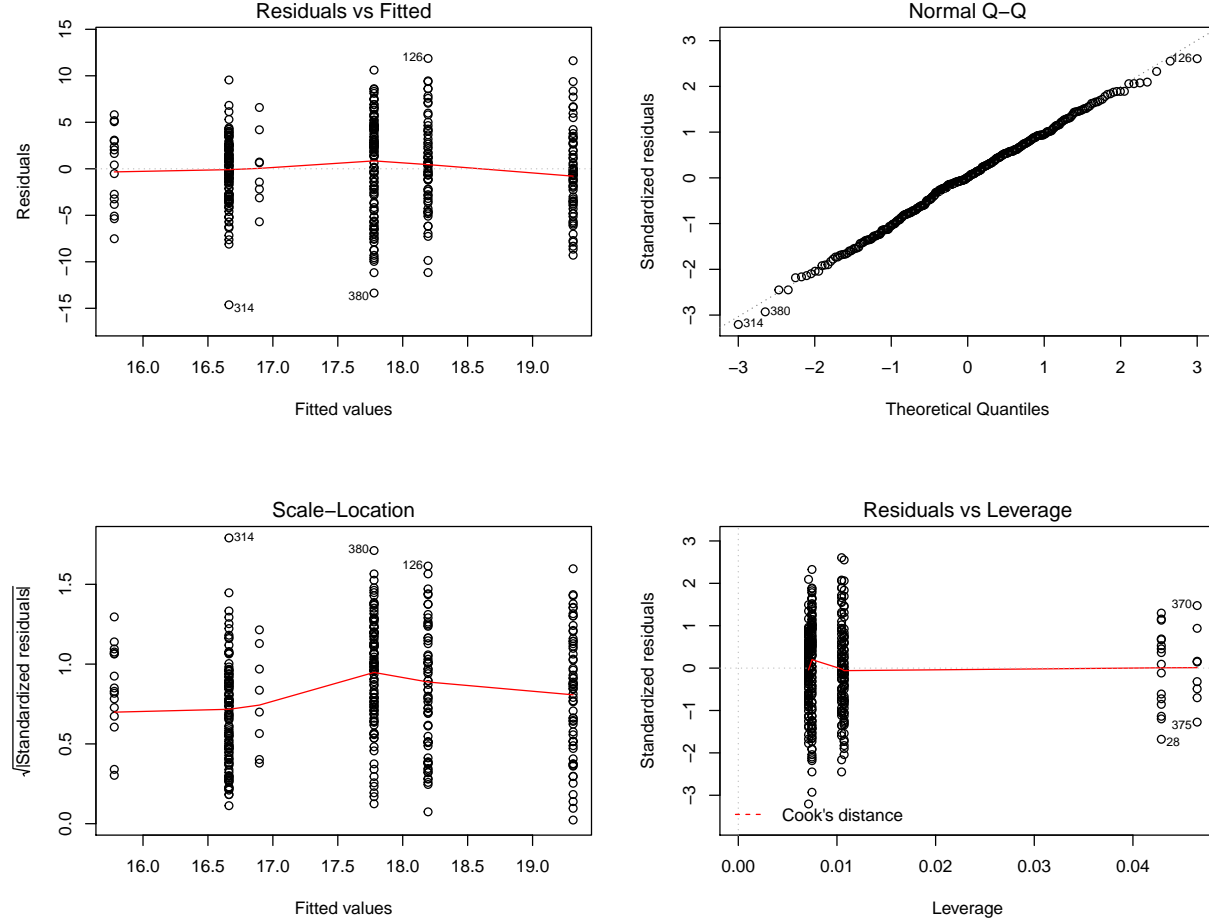 Residuals vs Fitted
15
10
5
0
−5
−10
−15
Residuals
126
314
380
16.0 16.5 17.0 17.5 18.0 18.5 19.0
Fitted values
Normal Q−Q
3
2
1
0
−1
−2
−3
Standardized residuals
126
380
314
−3 −2 −1 0 1 2 3
Theoretical Quantiles
Scale−Location
1.5
1.0
0.5
0.0
√|Standardized residuals|
314
380
126
16.0 16.5 17.0 17.5 18.0 18.5 19.0
Fitted values
Residuals vs Leverage
3
2
1
0
−1
−2
−3
Standardized residuals
370
375
28
Cook's distance
0.00 0.01 0.02 0.03 0.04
Leverage